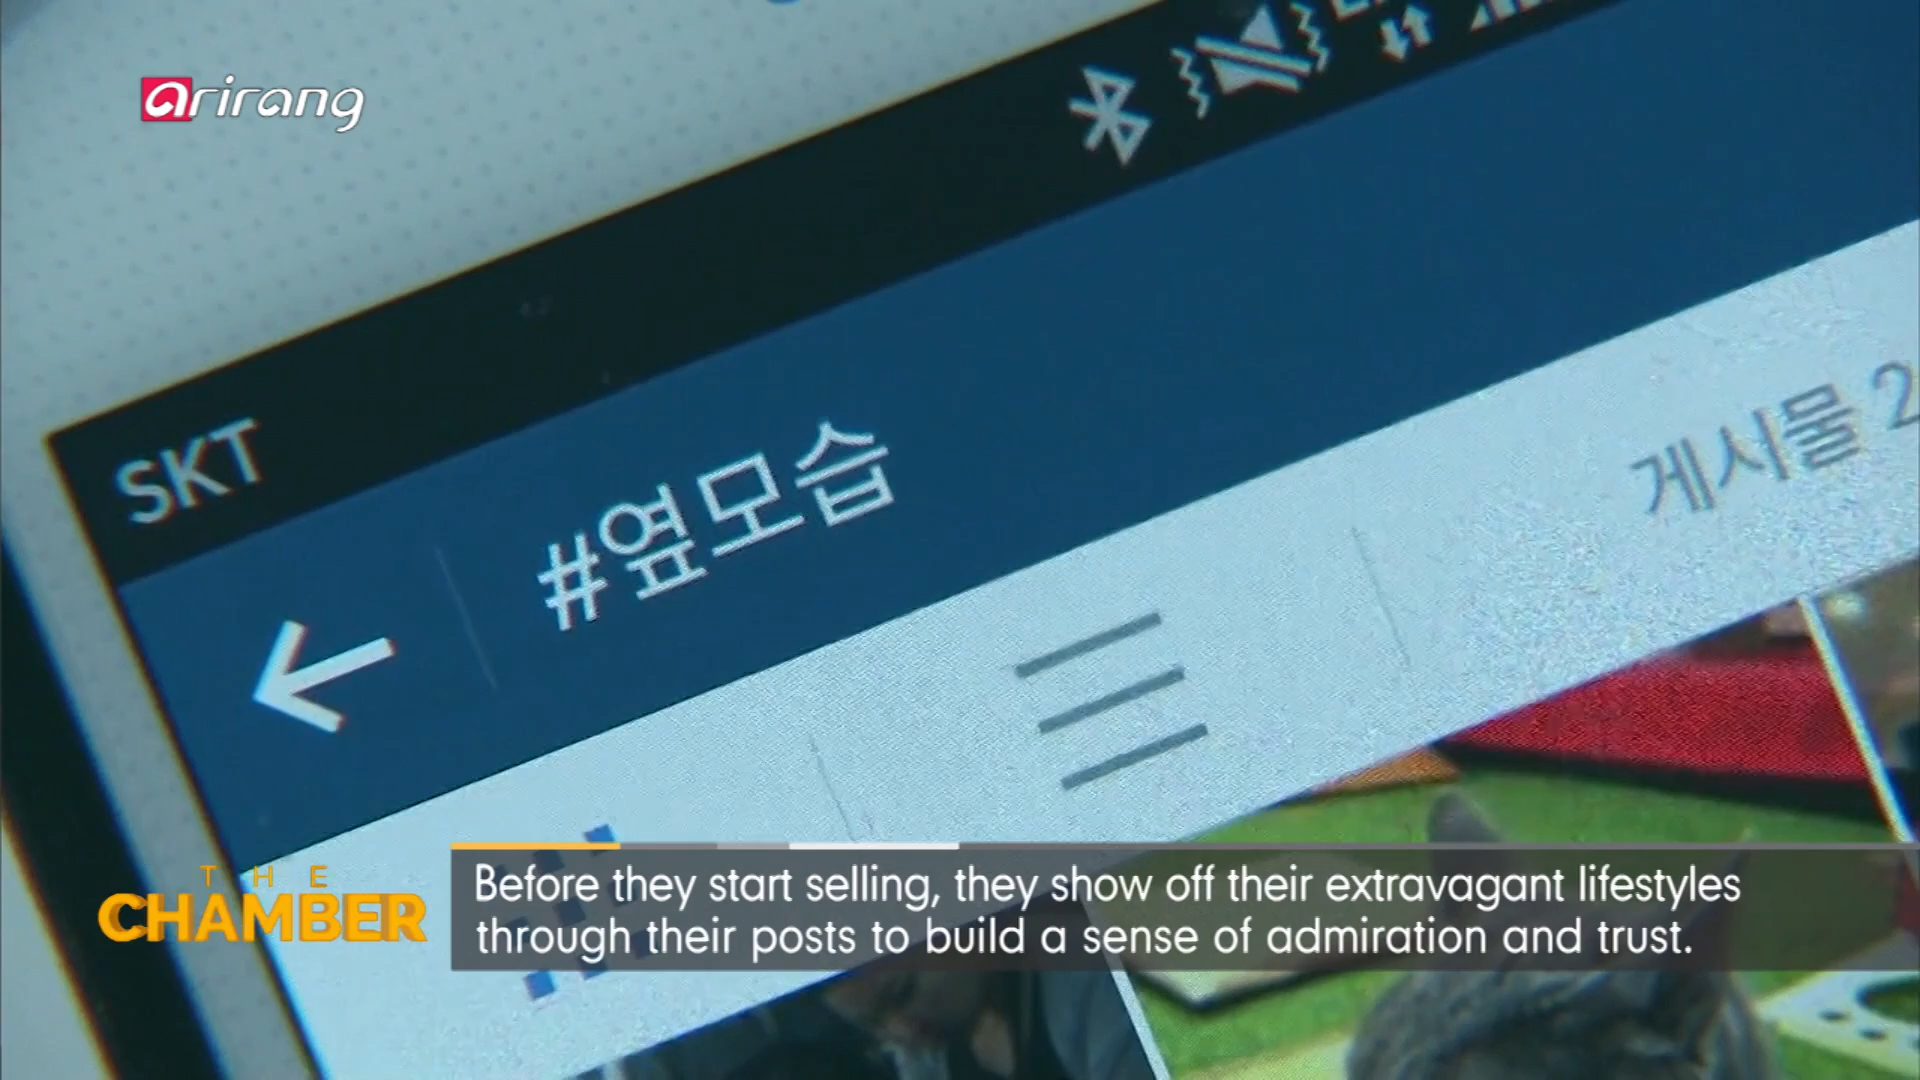 arirang
SKT
#옆모습
게시물 2
THE
CHAMBER
Before they start selling, they show off their extravagant lifestyles
through their posts to build a sense of admiration and trust.